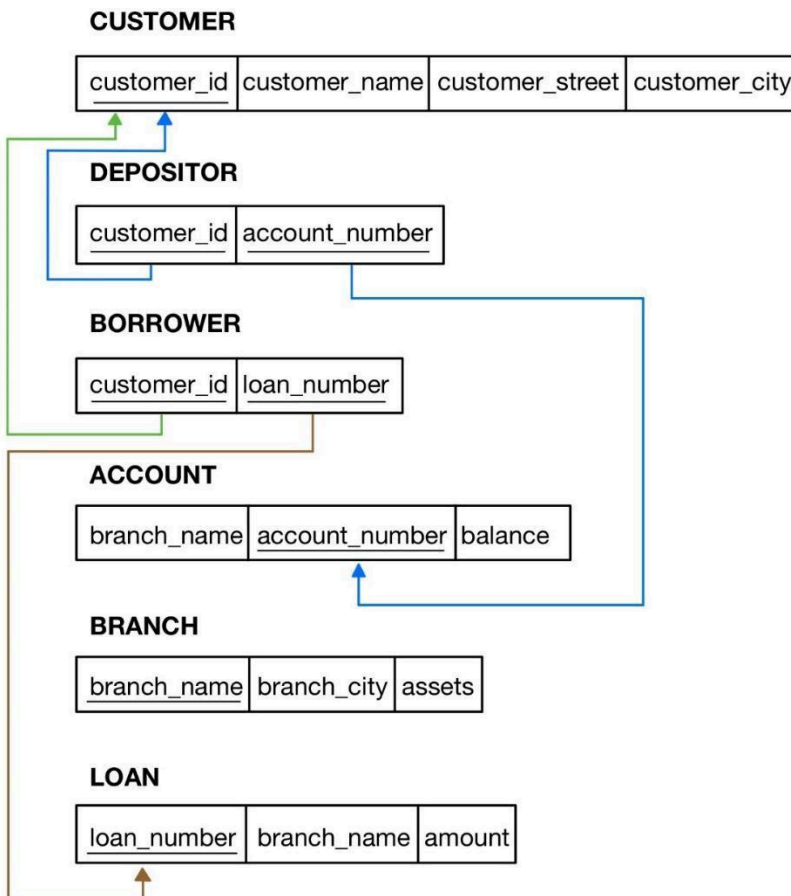 CUSTOMER
customer_id customer_name customer_street customer_city
DEPOSITOR
customer_id account_number
BORROWER
customer_id loan_number
ACCOUNT
branch_name account_number balance
BRANCH
branch_name branch_city assets
LOAN
loan_number branch_name amount